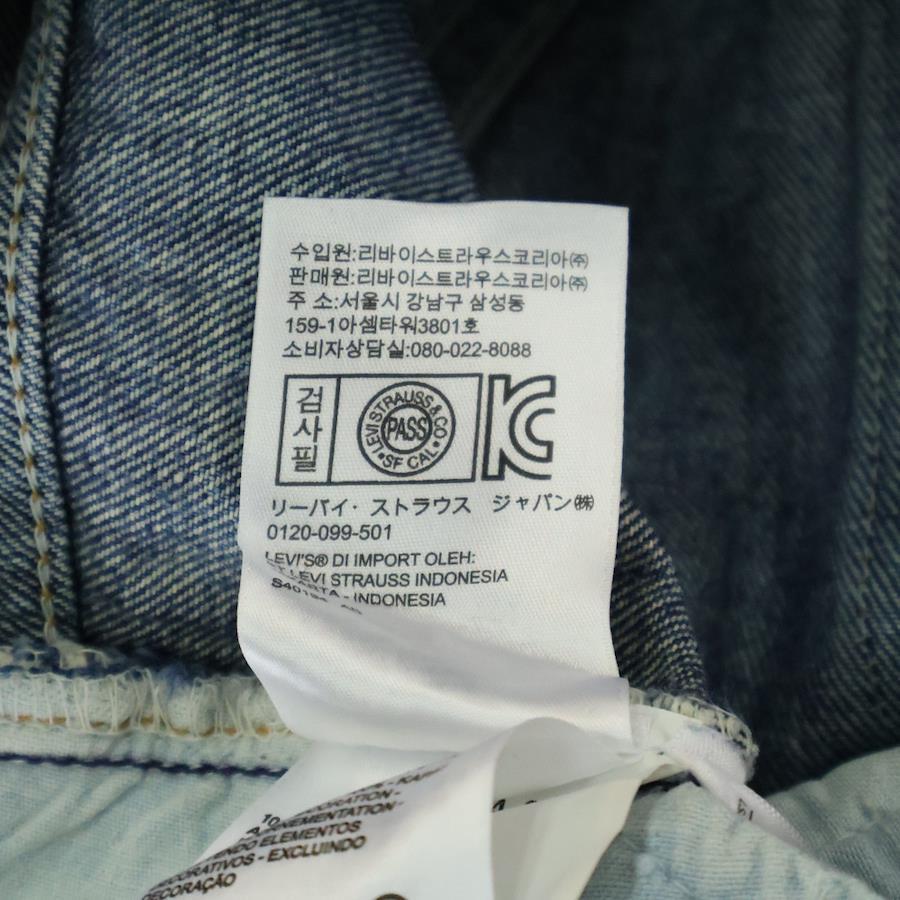 수입원:리바이스트라우스코리아㈜
판매원:리바이스트라우스코리아㈜
주 소:서울시 강남구 삼성동
159-1아셈타워3801호
소비자상담실:080-022-8088
검
사
필
LEVI STRAUSS & CO
PASS
• SF CAL •
KC
リーバイ・ストラウス ジャパン㈱
0120-099-501
LEVI'S® DI IMPORT OLEH:
LEVI STRAUSS INDONESIA
- INDONESIA
ELEMENTOS
DECORATIVOS - EXCLUINDO
DECORAÇÃO